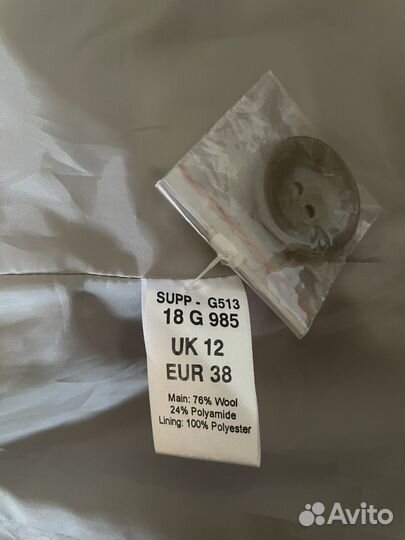 SUPP - G513
18 G 985
UK 12
EUR 38
Main: 76% Wool
24% Polyamide
Lining: 100% Polyester
Avito